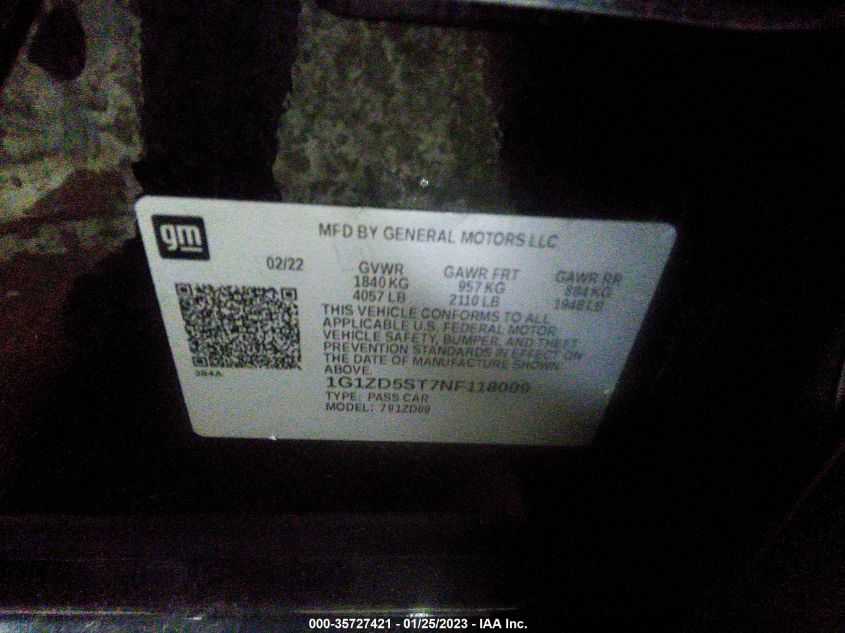 gm
MFD BY GENERAL MOTORS LLC
02/22
GVWR GAWR FRT GAWR RR
1840 KG 957 KG 884 KG
4057 LB 2110 LB 1948 LB
THIS VEHICLE CONFORMS TO ALL
APPLICABLE U.S. FEDERAL MOTOR
VEHICLE SAFETY, BUMPER, AND THEFT
PREVENTION STANDARDS IN EFFECT ON
THE DATE OF MANUFACTURE SHOWN
ABOVE.
394A
1G1ZD5ST7NF118009
TYPE: PASS CAR
MODEL: 791ZD69
000-35727421 - 01/25/2023 - IAA Inc.